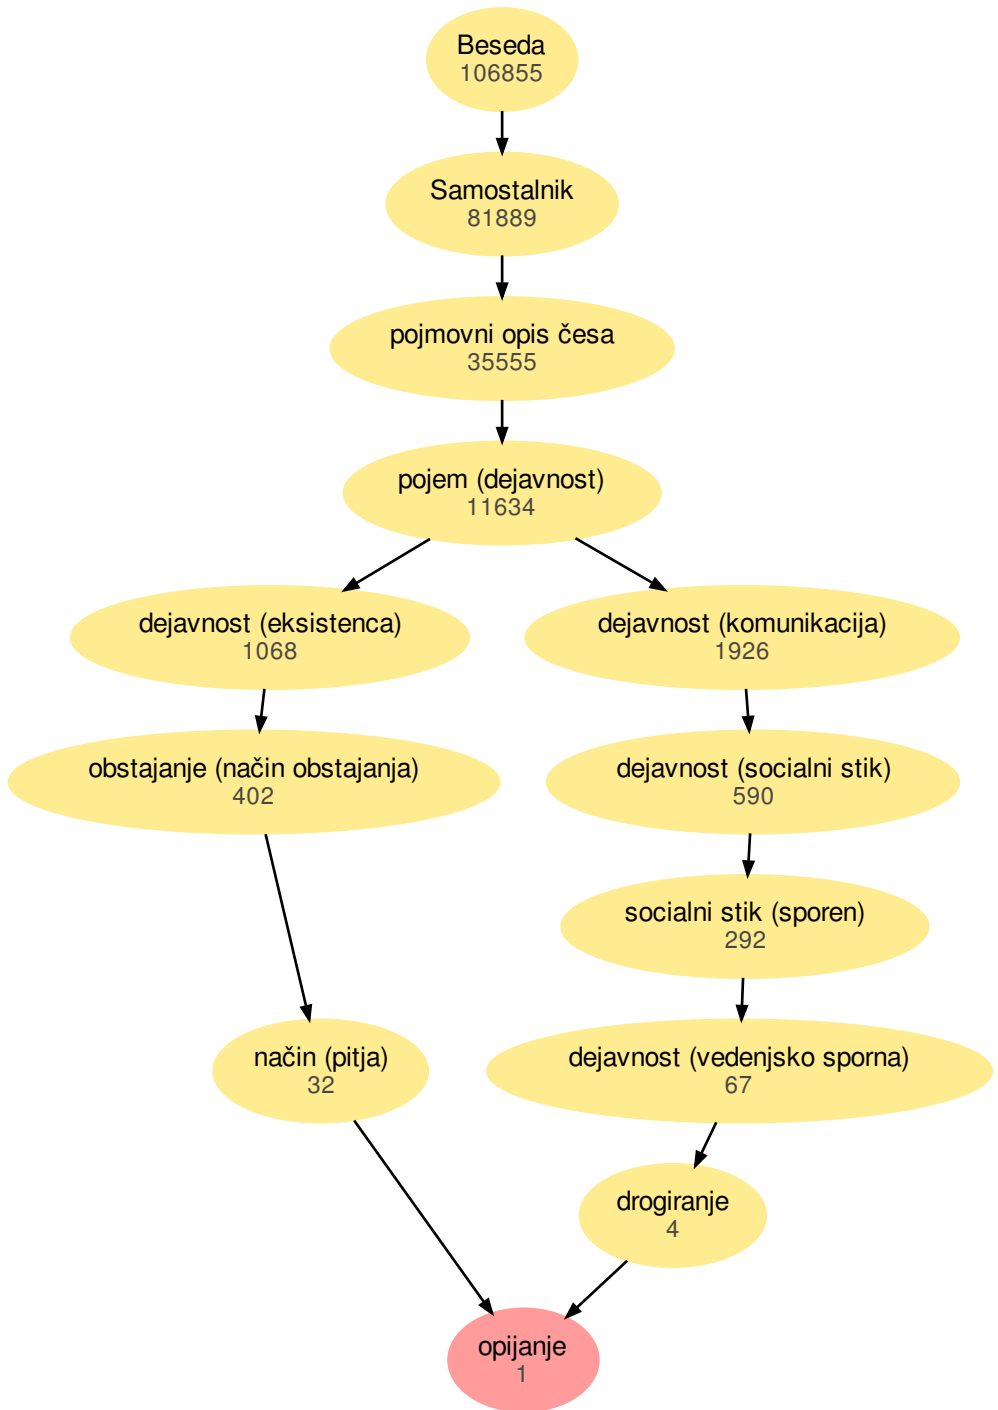 Beseda
106855
Samostalnik
81889
pojmovni opis česa
35555
pojem (dejavnost)
11634
dejavnost (eksistenca)
1068
dejavnost (komunikacija)
1926
obstajanje (način obstajanja)
402
dejavnost (socialni stik)
590
socialni stik (sporen)
292
način (pitja)
32
dejavnost (vedenjsko sporna)
67
drogiranje
4
opijanje
1